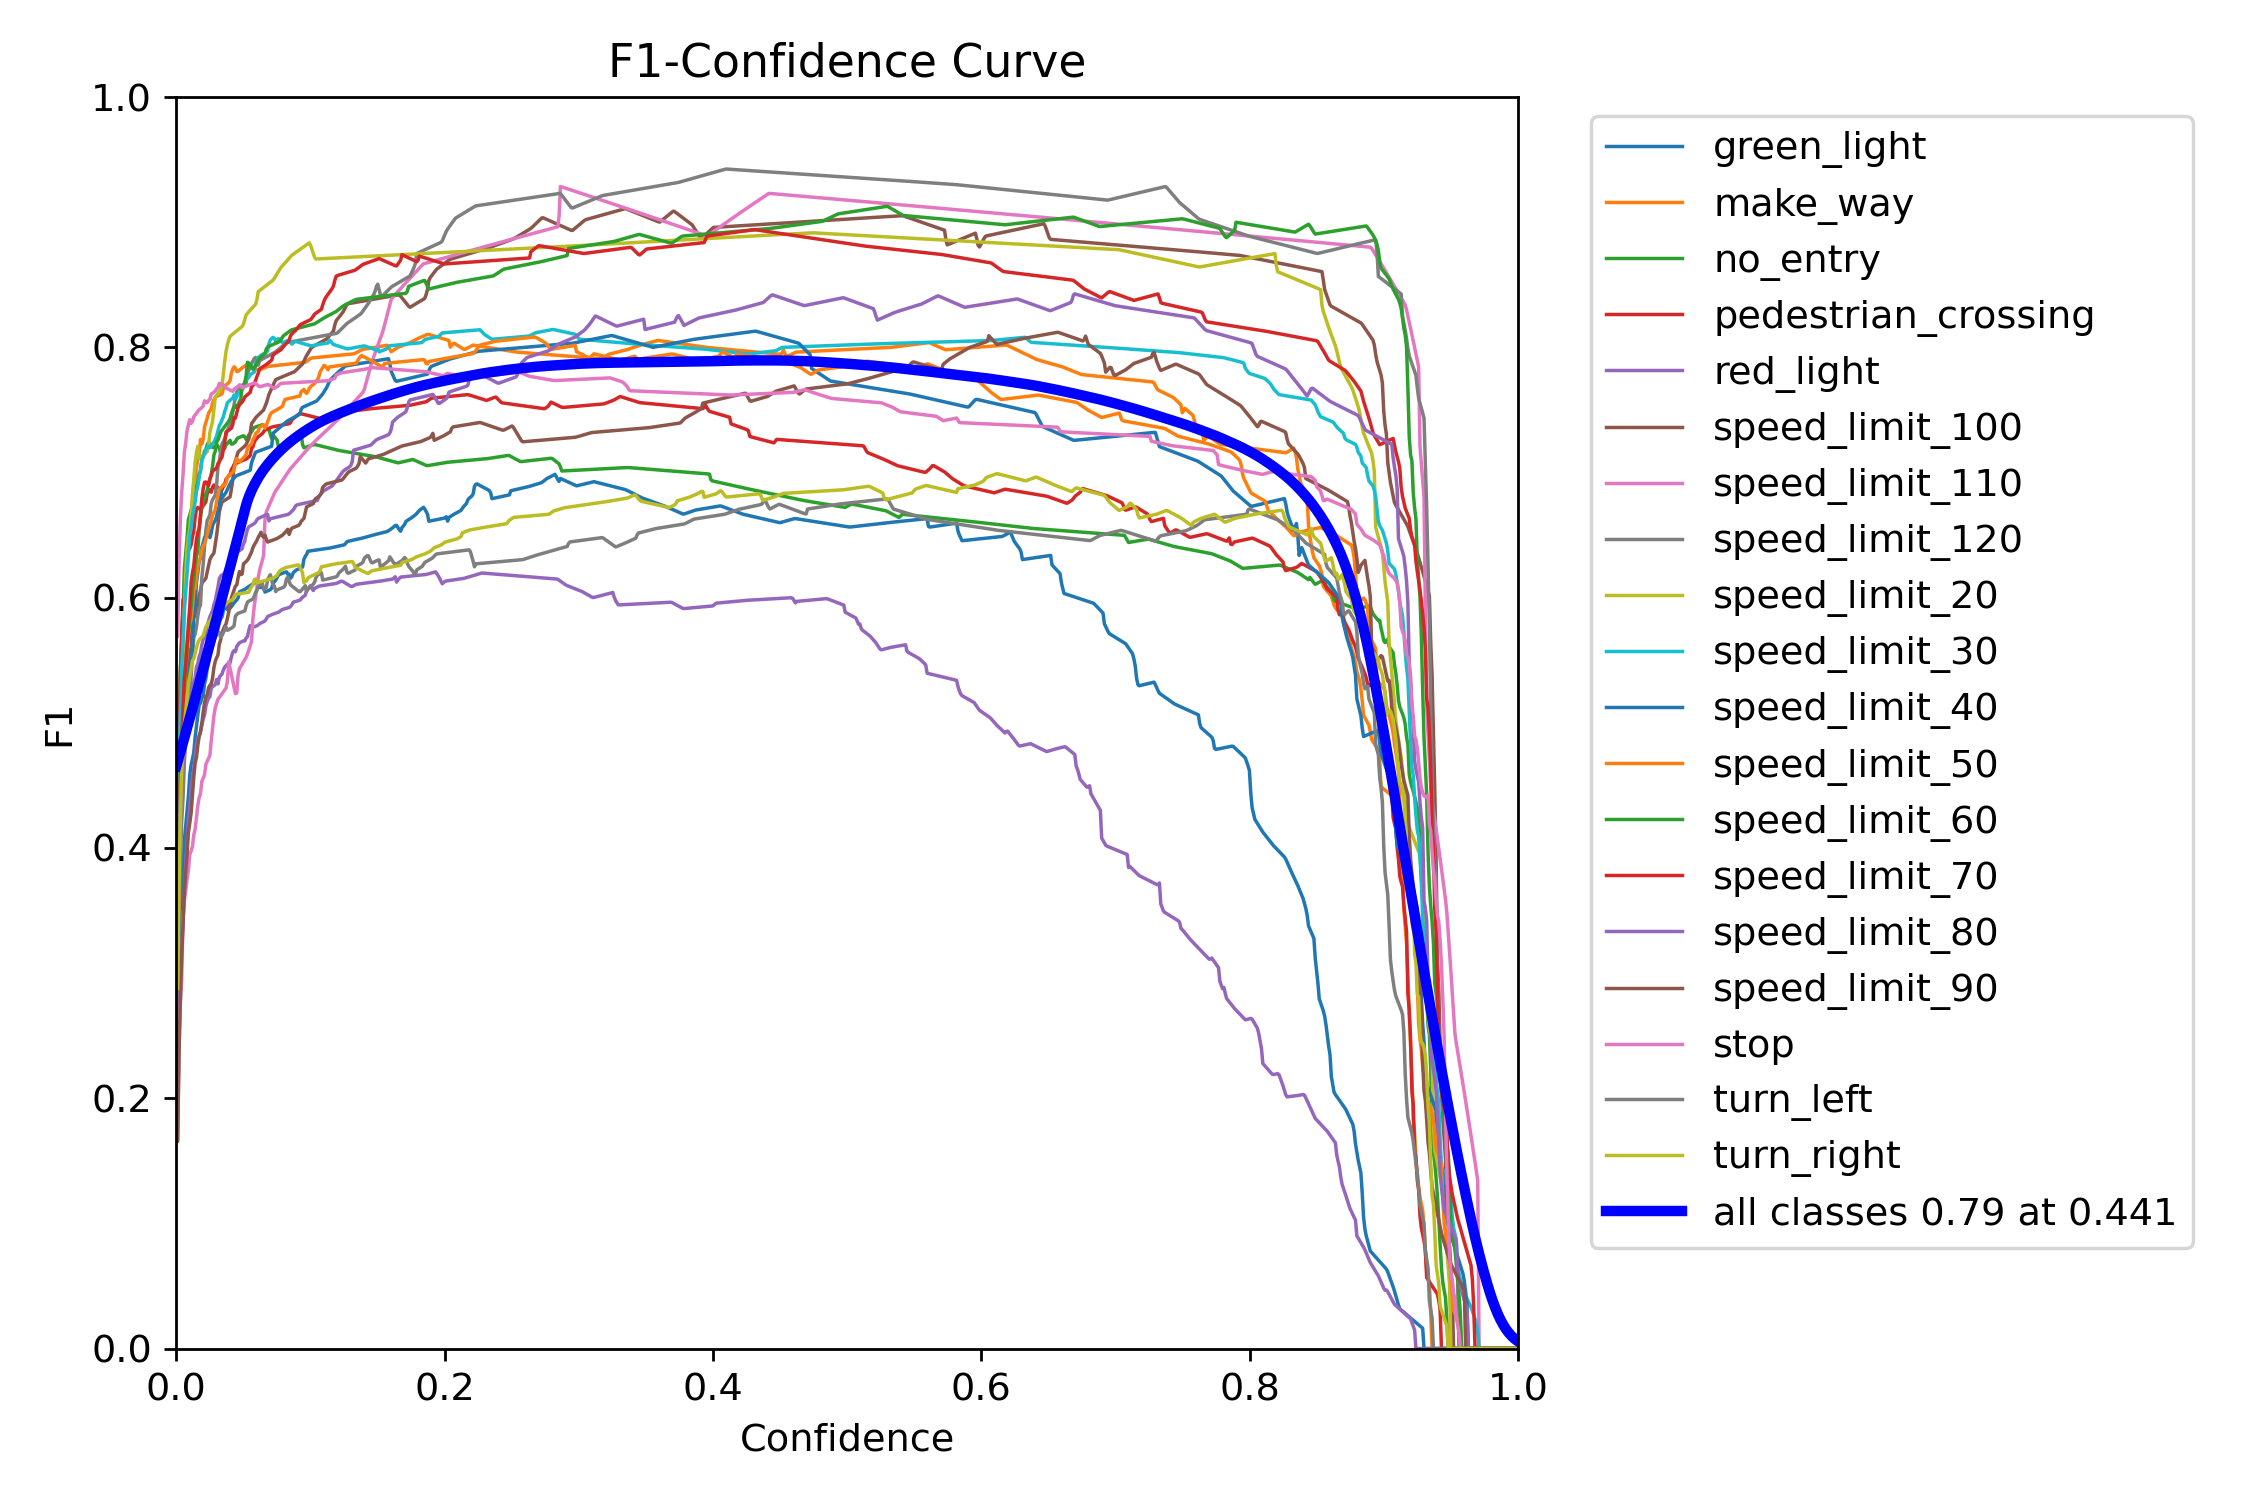 F1-Confidence Curve
1.0
0.8
0.6
0.4
0.2
0.0
F1
0.0 0.2 0.4 0.6 0.8 1.0
Confidence
green_light
make_way
no_entry
pedestrian_crossing
red_light
speed_limit_100
speed_limit_110
speed_limit_120
speed_limit_20
speed_limit_30
speed_limit_40
speed_limit_50
speed_limit_60
speed_limit_70
speed_limit_80
speed_limit_90
stop
turn_left
turn_right
all classes 0.79 at 0.441